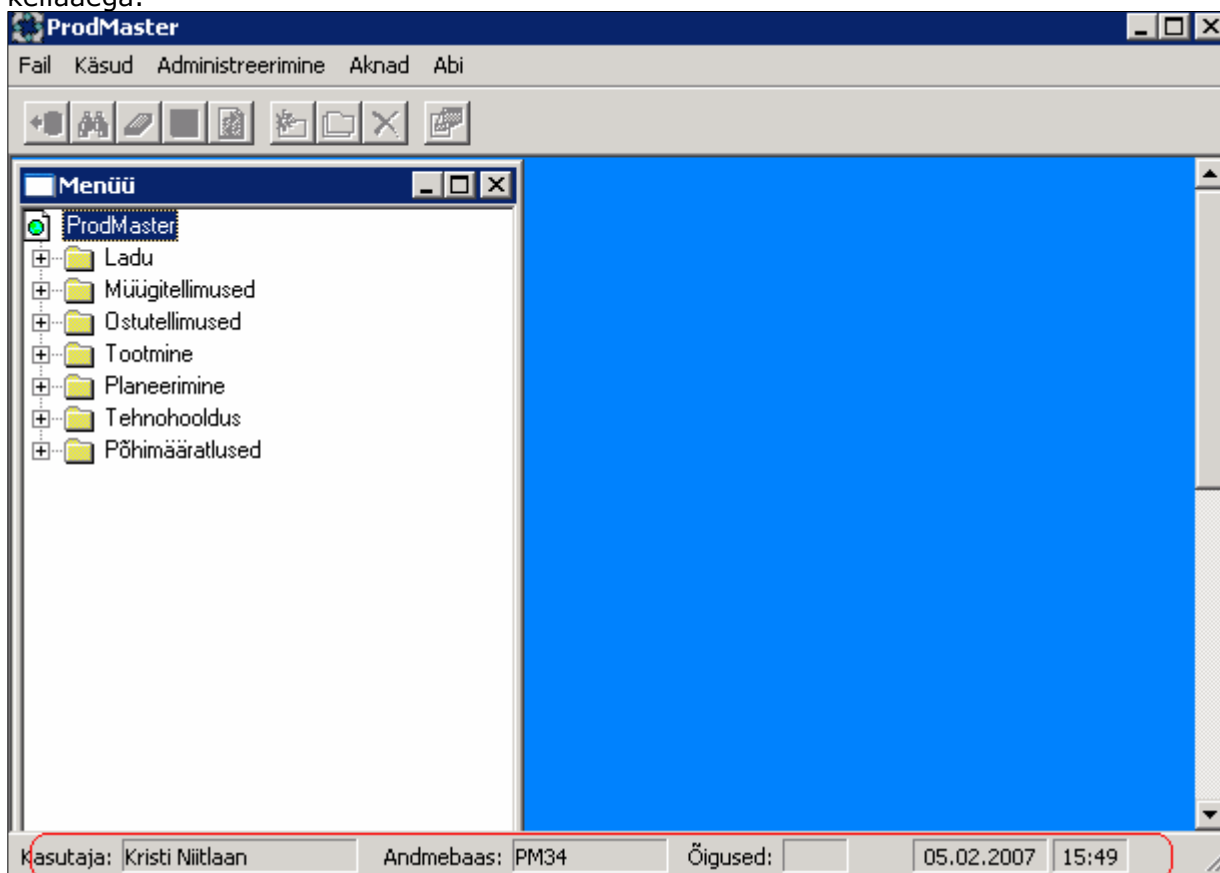 kellaaega:
ProdMaster
Fail Käsud Administreerimine Aknad Abi
Menüü
ProdMaster
Ladu
Müügitellimused
Ostutellimused
Tootmine
Planeerimine
Tehnohooldus
Põhimääratlused
Kasutaja: Kristi Niitlaan Andmebaas: PM34 Õigused: 05.02.2007 15:49